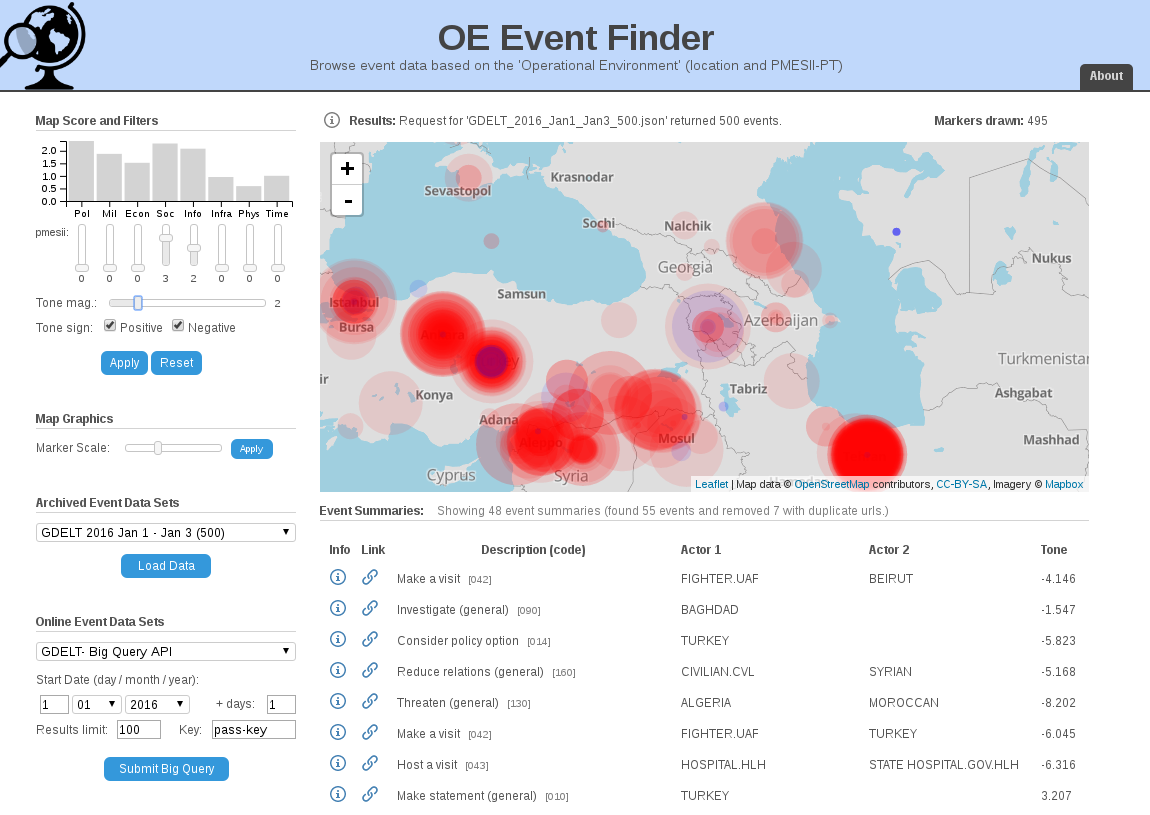 OE Event Finder
Browse event data based on the 'Operational Environment' (location and PMESII-PT)
About
Map Score and Filters
2.0
1.5
1.0
0.5
0.0
Pol Mil Econ Soc Info Infra Phys Time
pmesii:
0 0 0 3 2 0 0 0
Tone mag.: 2
Tone sign: Positive Negative
Apply Reset
Map Graphics
Marker Scale: Apply
Archived Event Data Sets
GDELT 2016 Jan 1 - Jan 3 (500)
Load Data
Online Event Data Sets
GDELT- Big Query API
Start Date (day / month / year):
1 01 2016 + days: 1
Results limit: 100 Key: pass-key
Submit Big Query
Results: Request for 'GDELT_2016_Jan1_Jan3_500.json' returned 500 events. Markers drawn: 495
+
-
Krasnodar
Sevastopol
Sochi
Nalchik
Georgia
Nukus
Samsun
Istanbul
Bursa
Azerbaijan
Turkmenistan
ir
Konya
Tabriz
Ashgabat
Adana
Aleppo
Mosul
Mashhad
Cyprus
Syria
Leaflet | Map data © OpenStreetMap contributors, CC-BY-SA, Imagery © Mapbox
Event Summaries: Showing 48 event summaries (found 55 events and removed 7 with duplicate urls.)
Info Link Description (code) Actor 1 Actor 2 Tone
Make a visit [042] FIGHTER.UAF BEIRUT -4.146
Investigate (general) [090] BAGHDAD -1.547
Consider policy option [014] TURKEY -5.823
Reduce relations (general) [160] CIVILIAN.CVL SYRIAN -5.168
Threaten (general) [130] ALGERIA MOROCCAN -8.202
Make a visit [042] FIGHTER.UAF TURKEY -6.045
Host a visit [043] HOSPITAL.HLH STATE HOSPITAL.GOV.HLH -6.316
Make statement (general) [010] TURKEY 3.207